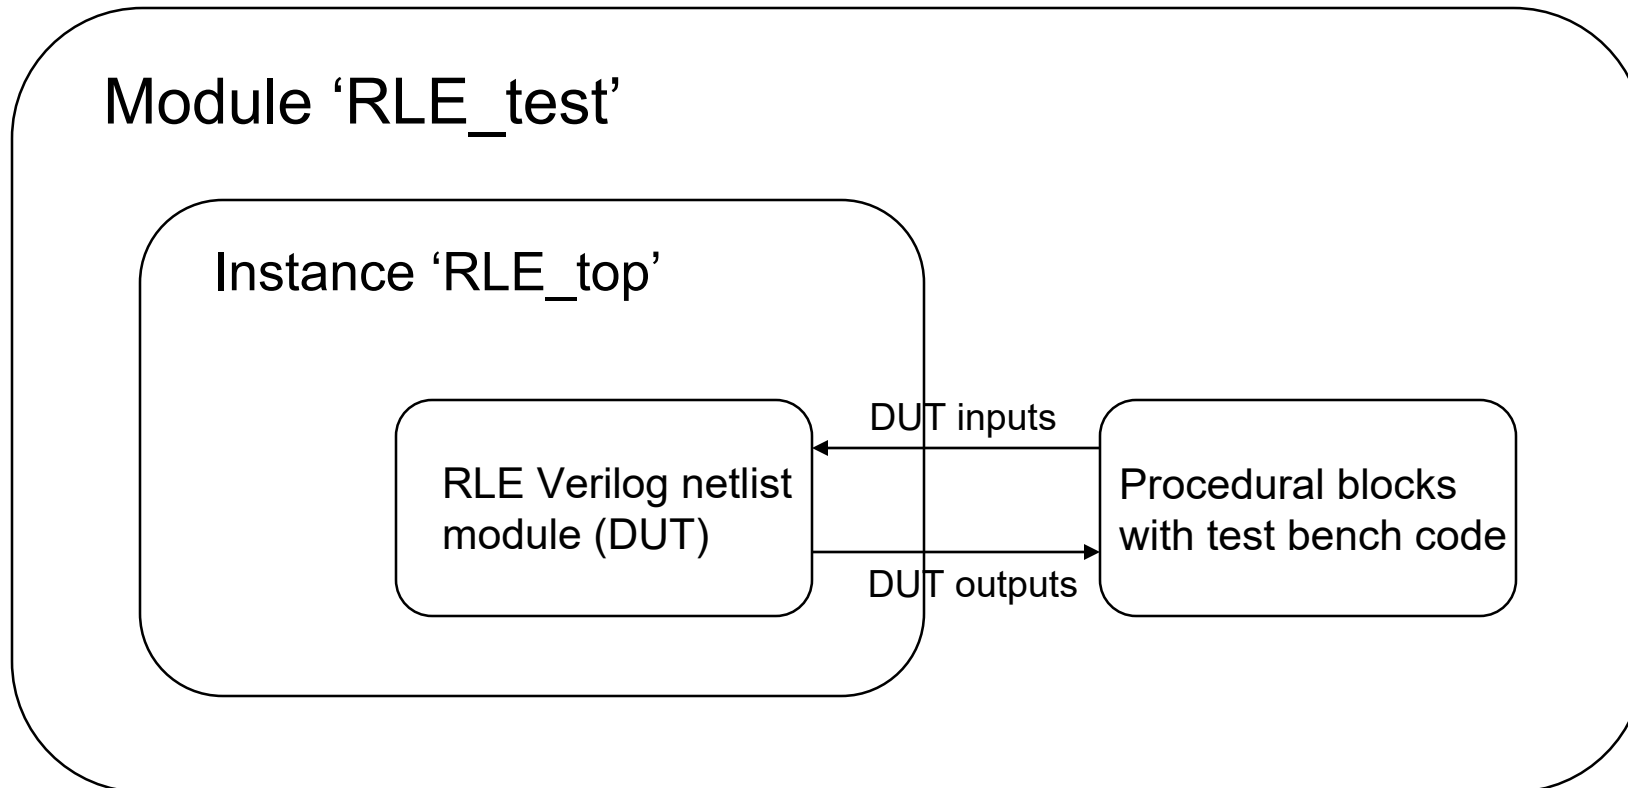 Module ‘RLE_test’
Instance ‘RLE_top’
DUT inputs
RLE Verilog netlist
module (DUT)
Procedural blocks
with test bench code
DUT outputs